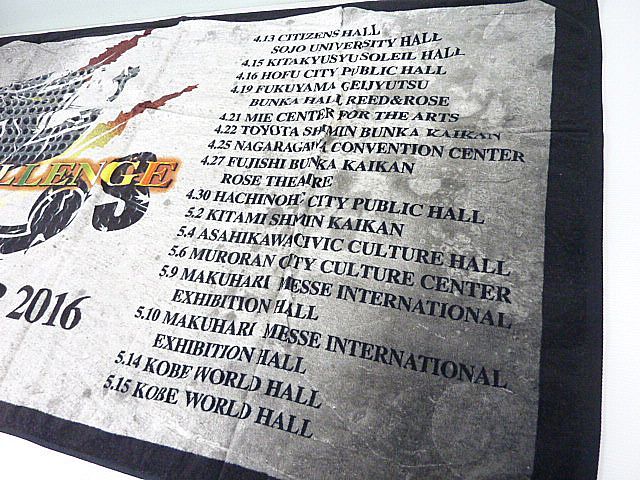 4.13 CITIZENS HALL
SOJO UNIVERSITY HALL
4.15 KITAKYUSYU SOLEIL HALL
4.16 HOFU CITY PUBLIC HALL
4.19 FUKUYAMA GEIJYUTSU
BUNKA HALL REED&ROSE
4.21 MIE CENTER FOR THE ARTS
4.22 TOYOTA SHIMIN BUNKA KAIKAN
4.25 NAGARAGAWA CONVENTION CENTER
4.27 FUJISHI BUNKA KAIKAN
ROSE THEATRE
4.30 HACHINOHE CITY PUBLIC HALL
5.2 KITAMI SHIMIN KAIKAN
5.4 ASAHIKAWA CIVIC CULTURE HALL
5.6 MURORAN CITY CULTURE CENTER
5.9 MAKUHARI MESSE INTERNATIONAL
EXHIBITION HALL
5.10 MAKUHARI MESSE INTERNATIONAL
EXHIBITION HALL
5.14 KOBE WORLD HALL
5.15 KOBE WORLD HALL
LLENGE
2016